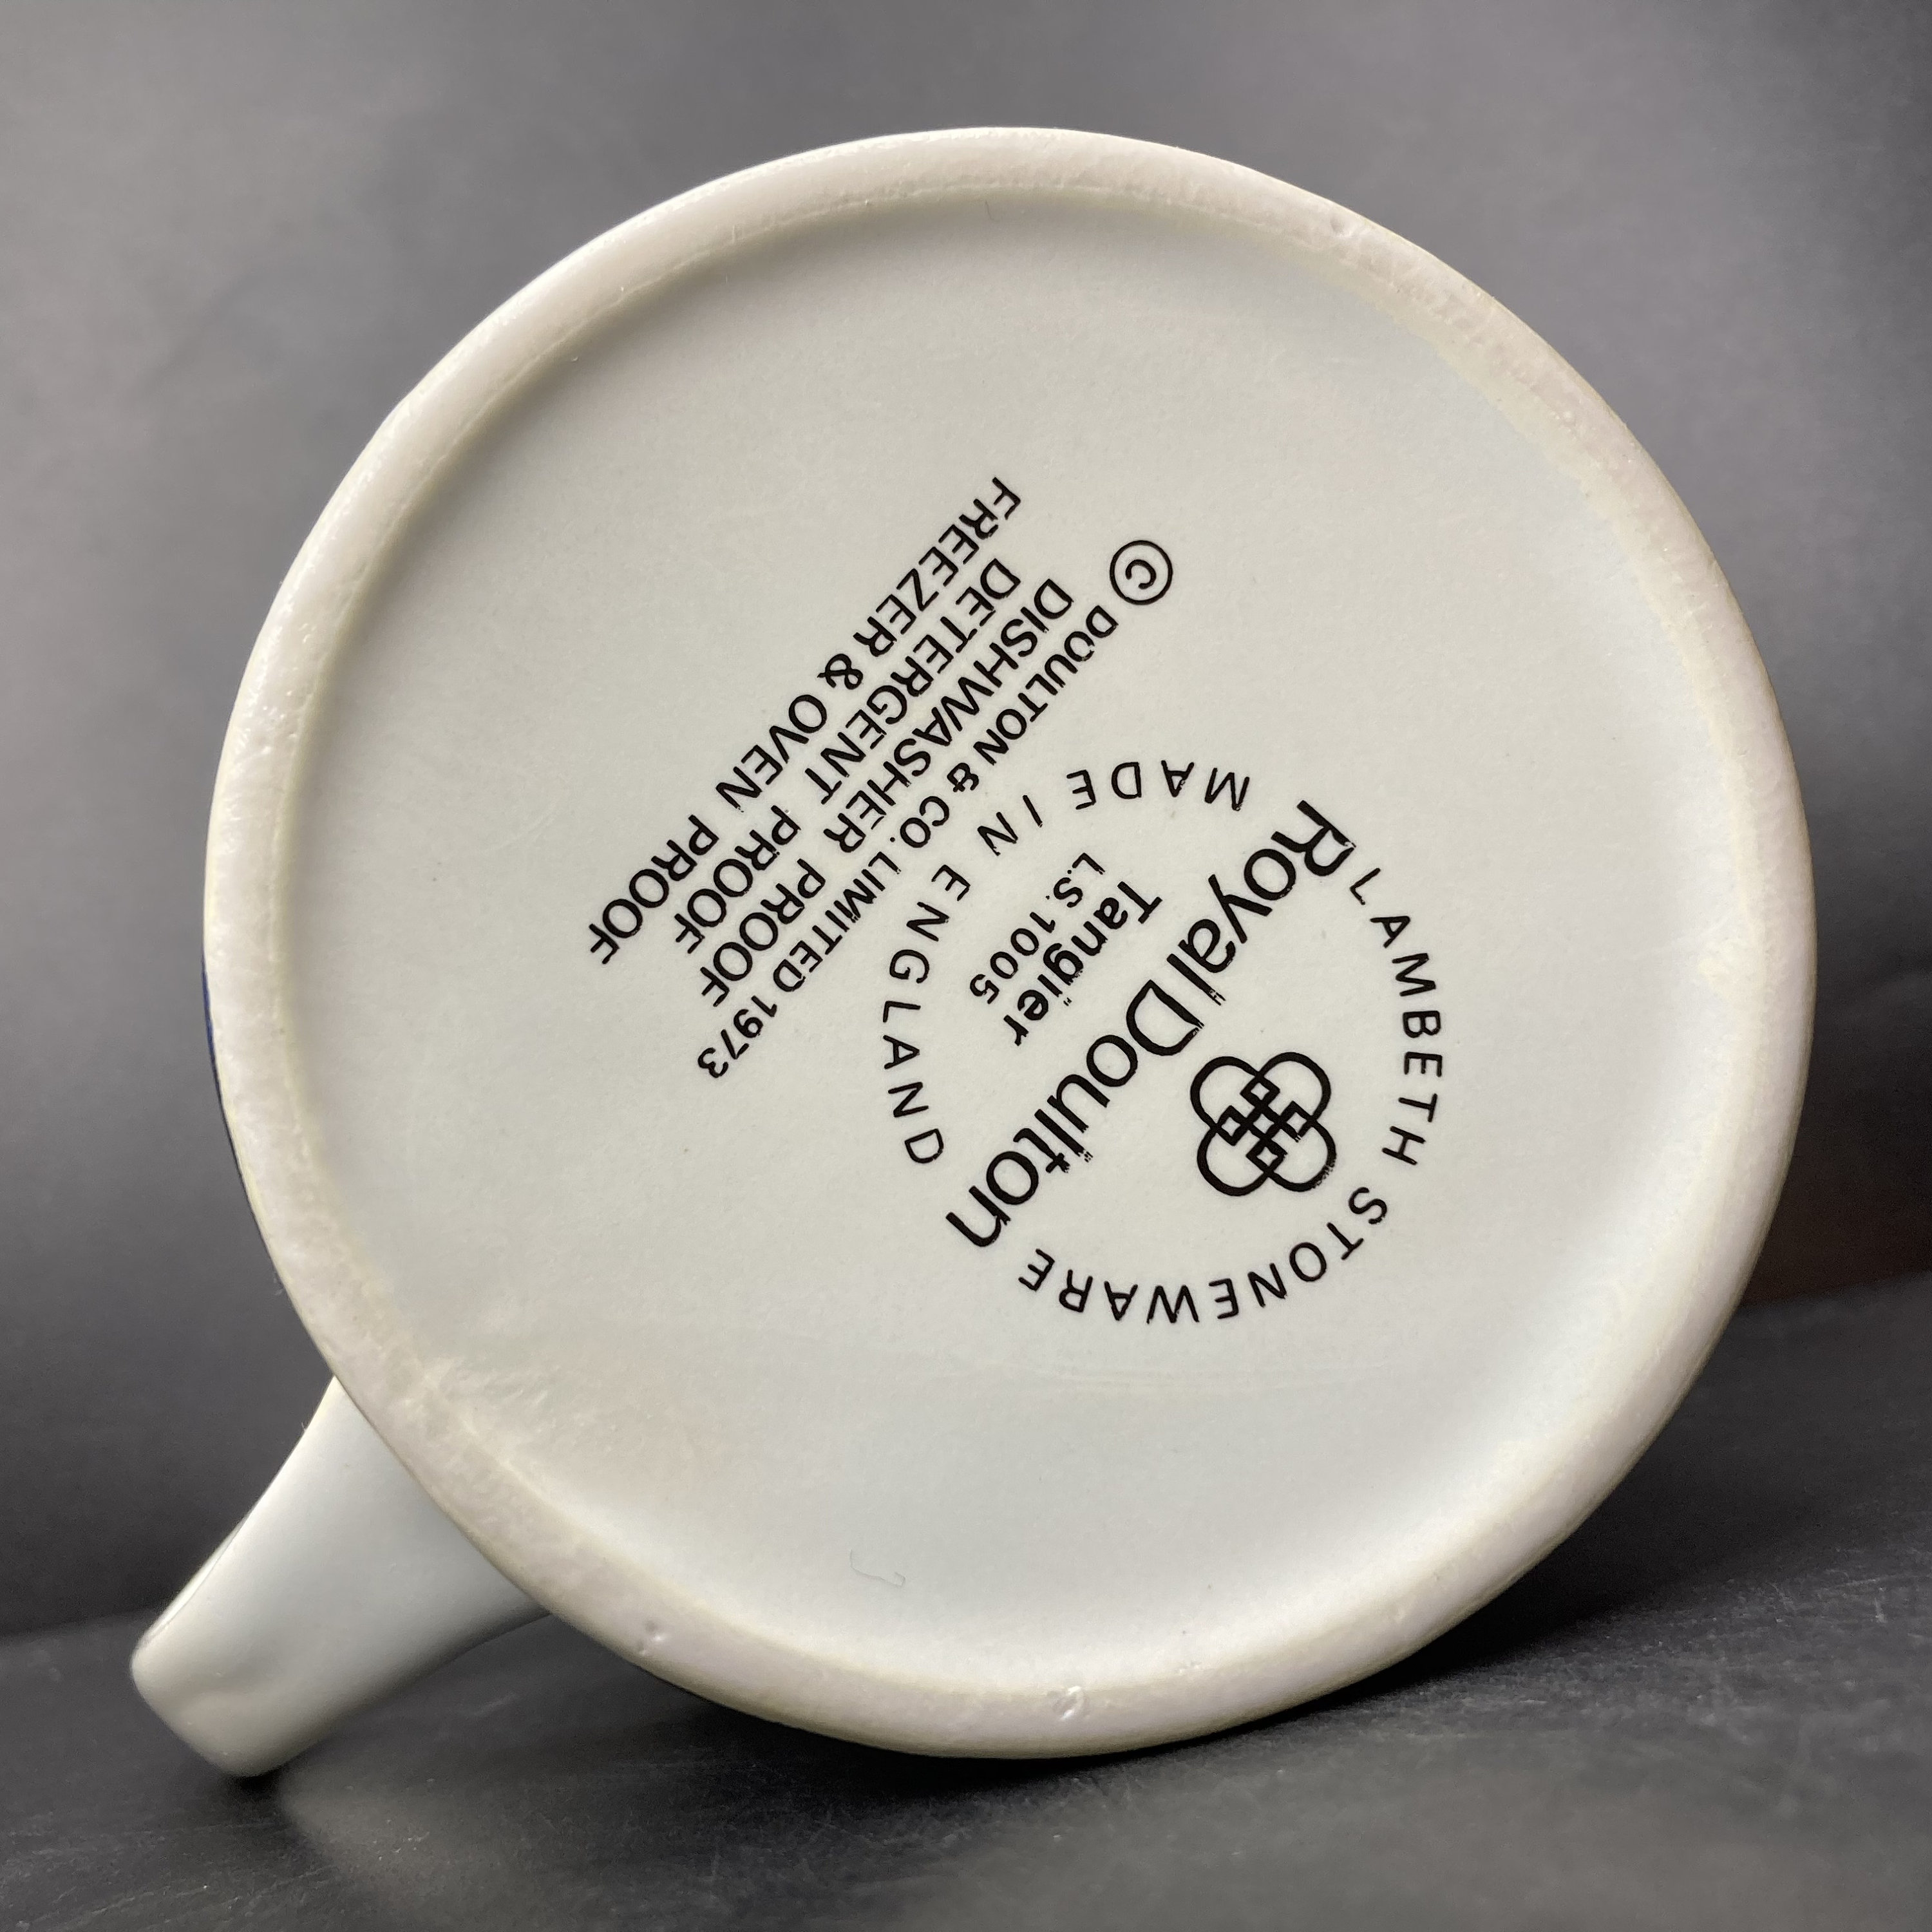 LAMBETH STONEWARE
Royal Doulton
Tangier
L.S. 1005
MADE IN ENGLAND
© DOULTON & CO. LIMITED 1973
DISHWASHER PROOF
DETERGENT PROOF
FREEZER & OVEN PROOF